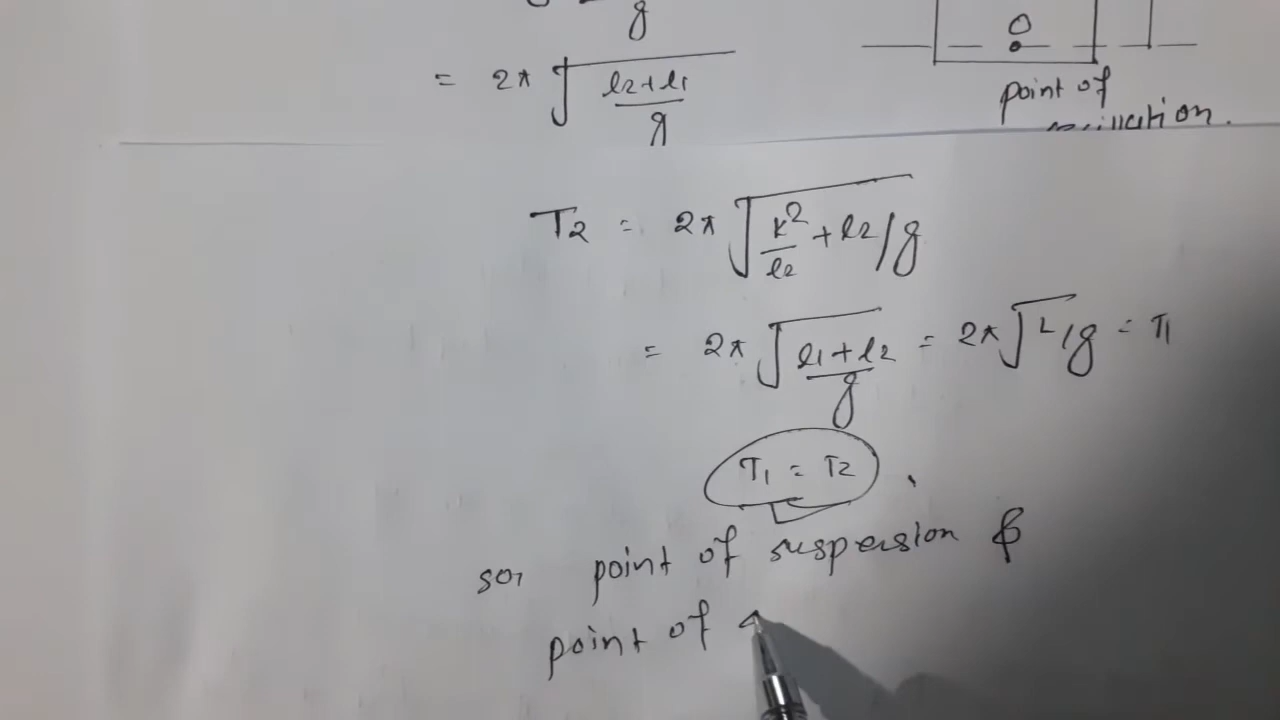 g
= 2π √(l2+l1/g)
O
point of
oscillation.
T2 = 2π √(k²/l2 + l2/g)
= 2π √(l1+l2/g) = 2π √L/g = T1
T1 = T2
so, point of suspension &
point of